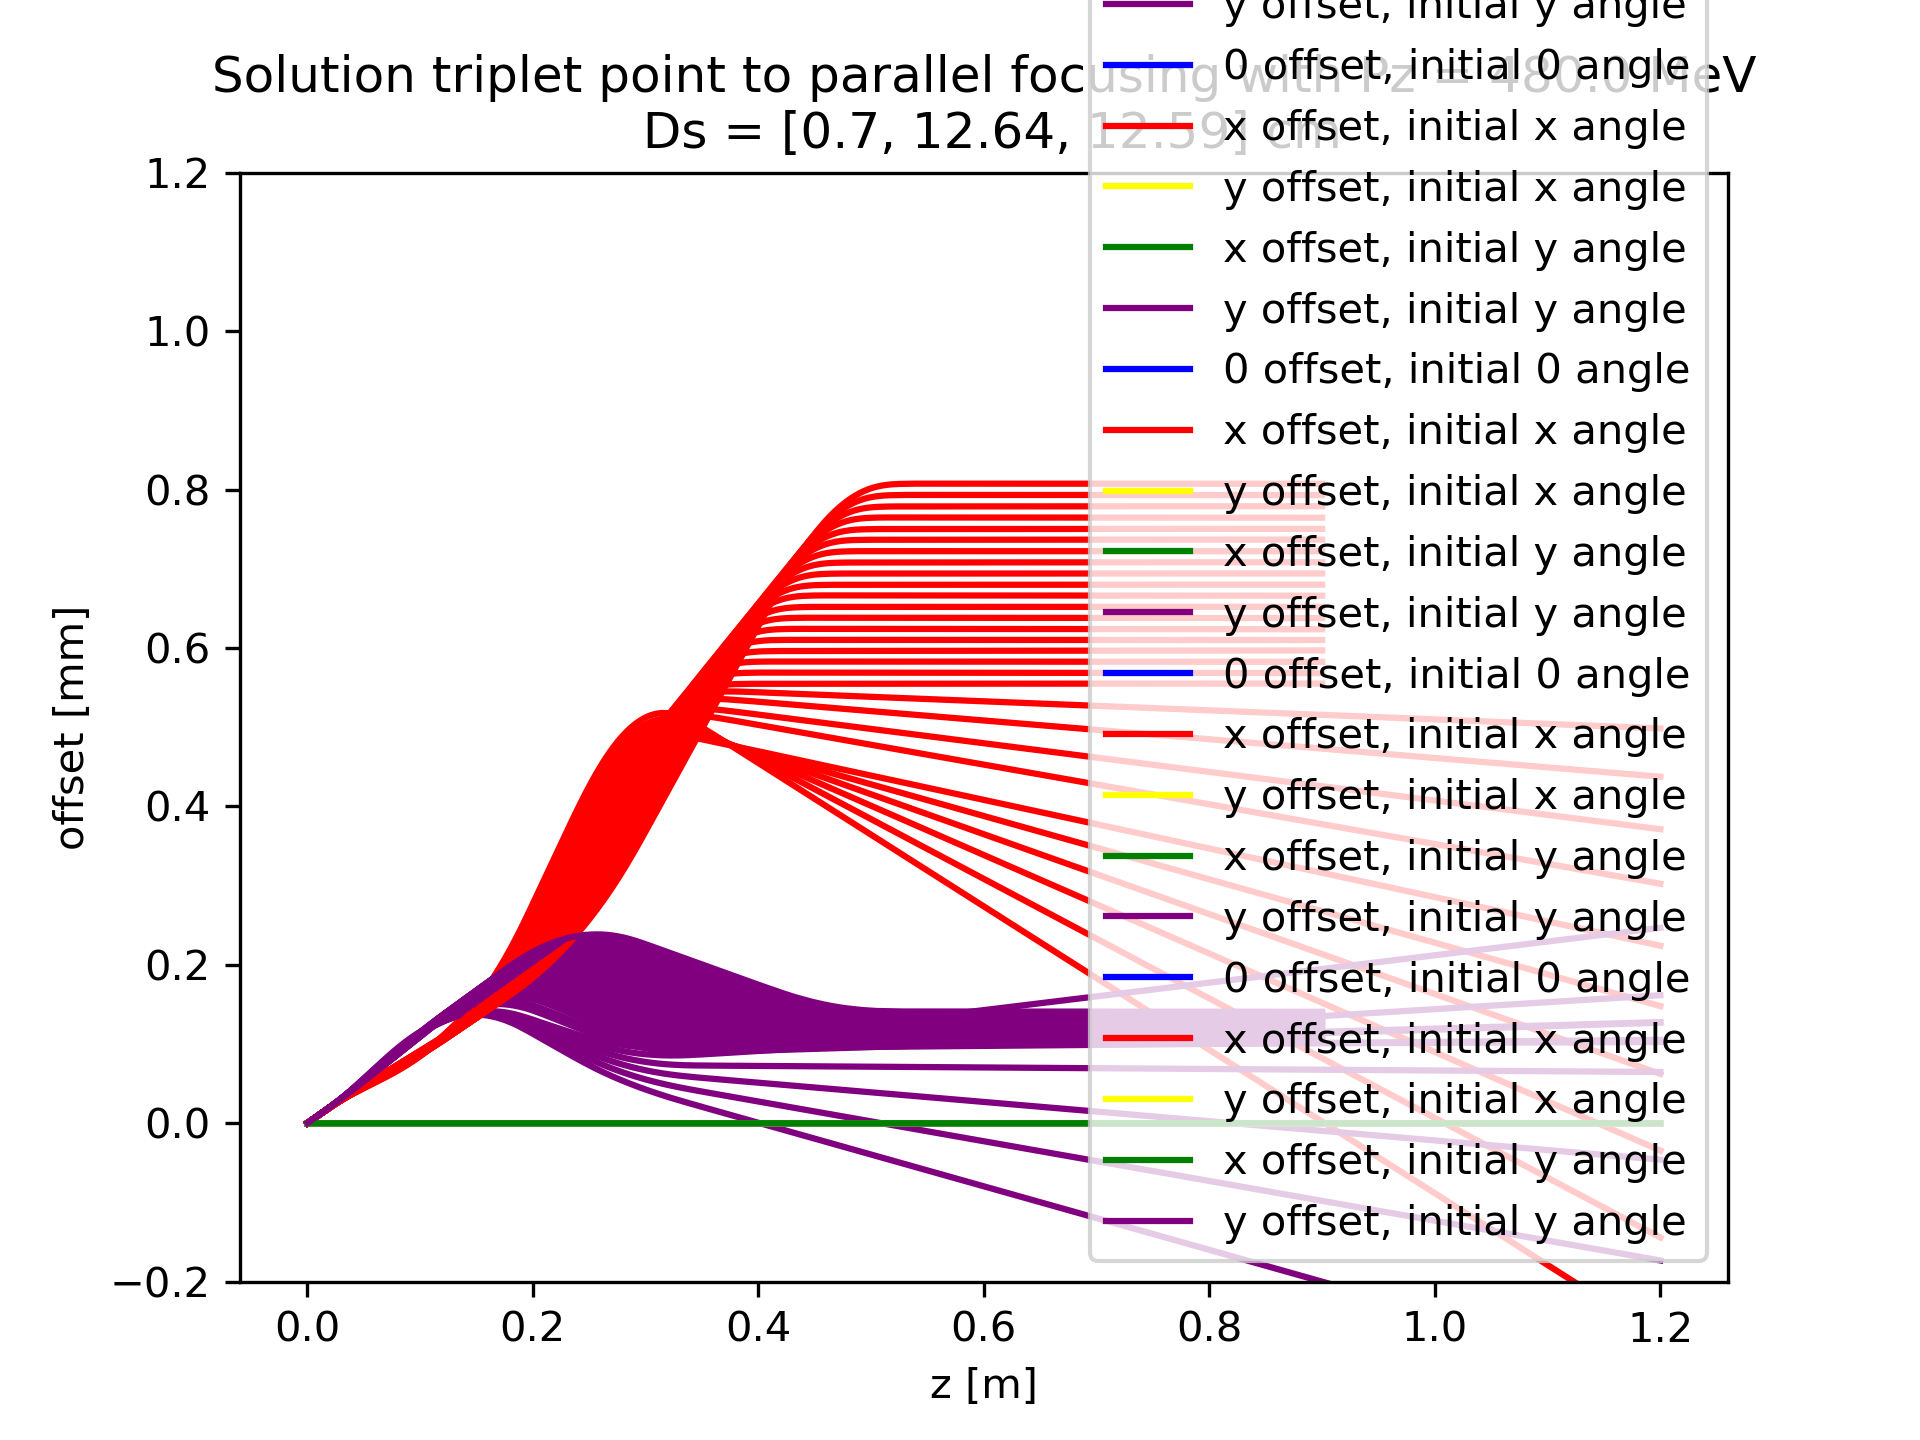 y offset, initial y angle
Solution triplet point to parallel focusing with Pz = 480.0 MeV
Ds = [0.7, 12.64, 12.59] cm
0 offset, initial 0 angle
x offset, initial x angle
y offset, initial x angle
x offset, initial y angle
y offset, initial y angle
0 offset, initial 0 angle
x offset, initial x angle
y offset, initial x angle
x offset, initial y angle
y offset, initial y angle
0 offset, initial 0 angle
x offset, initial x angle
y offset, initial x angle
x offset, initial y angle
y offset, initial y angle
0 offset, initial 0 angle
x offset, initial x angle
y offset, initial x angle
x offset, initial y angle
y offset, initial y angle
1.2
1.0
0.8
0.6
0.4
0.2
0.0
−0.2
offset [mm]
0.0 0.2 0.4 0.6 0.8 1.0 1.2
z [m]